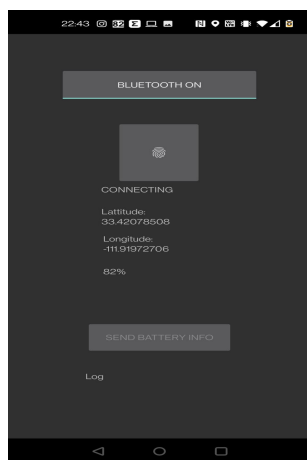 22:43
BLUETOOTH ON
CONNECTING
Lattitude:
33.42078508
Longitude:
-111.91972706
82%
SEND BATTERY INFO
Log